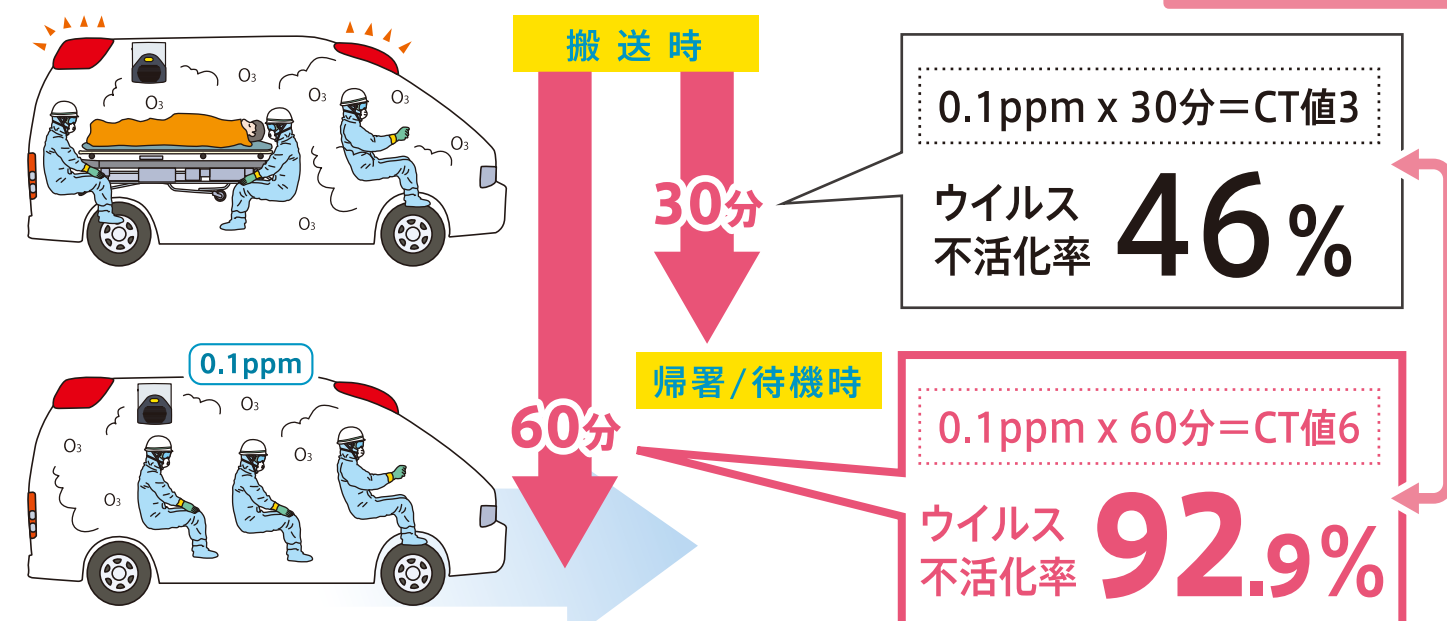 搬送時
O₃
O₃
O₃
O₃
O₃
O₃
30分
0.1ppm x 30分＝CT値3
ウイルス
不活化率 46%
0.1ppm
帰署/待機時
O₃
O₃
O₃
O₃
60分
0.1ppm x 60分＝CT値6
ウイルス
不活化率 92.9%